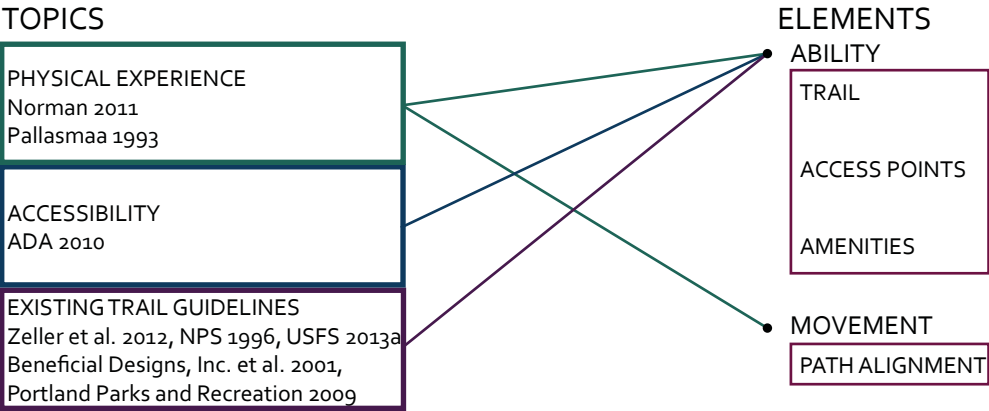 TOPICS
PHYSICAL EXPERIENCE
Norman 2011
Pallasmaa 1993
ACCESSIBILITY
ADA 2010
EXISTING TRAIL GUIDELINES
Zeller et al. 2012, NPS 1996, USFS 2013a
Beneficial Designs, Inc. et al. 2001,
Portland Parks and Recreation 2009
ELEMENTS
ABILITY
TRAIL
ACCESS POINTS
AMENITIES
MOVEMENT
PATH ALIGNMENT